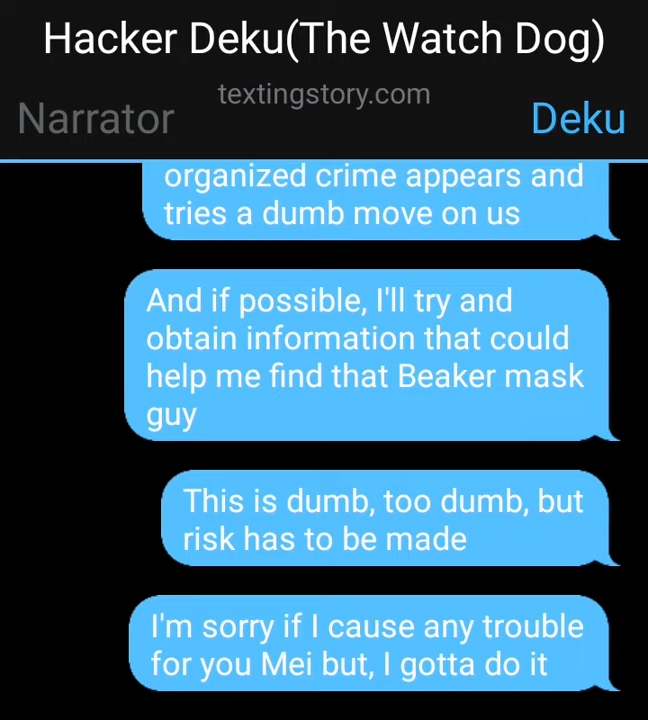 Hacker Deku(The Watch Dog)
textingstory.com
Narrator
Deku
organized crime appears and
tries a dumb move on us
And if possible, I'll try and
obtain information that could
help me find that Beaker mask
guy
This is dumb, too dumb, but
risk has to be made
I'm sorry if I cause any trouble
for you Mei but, I gotta do it